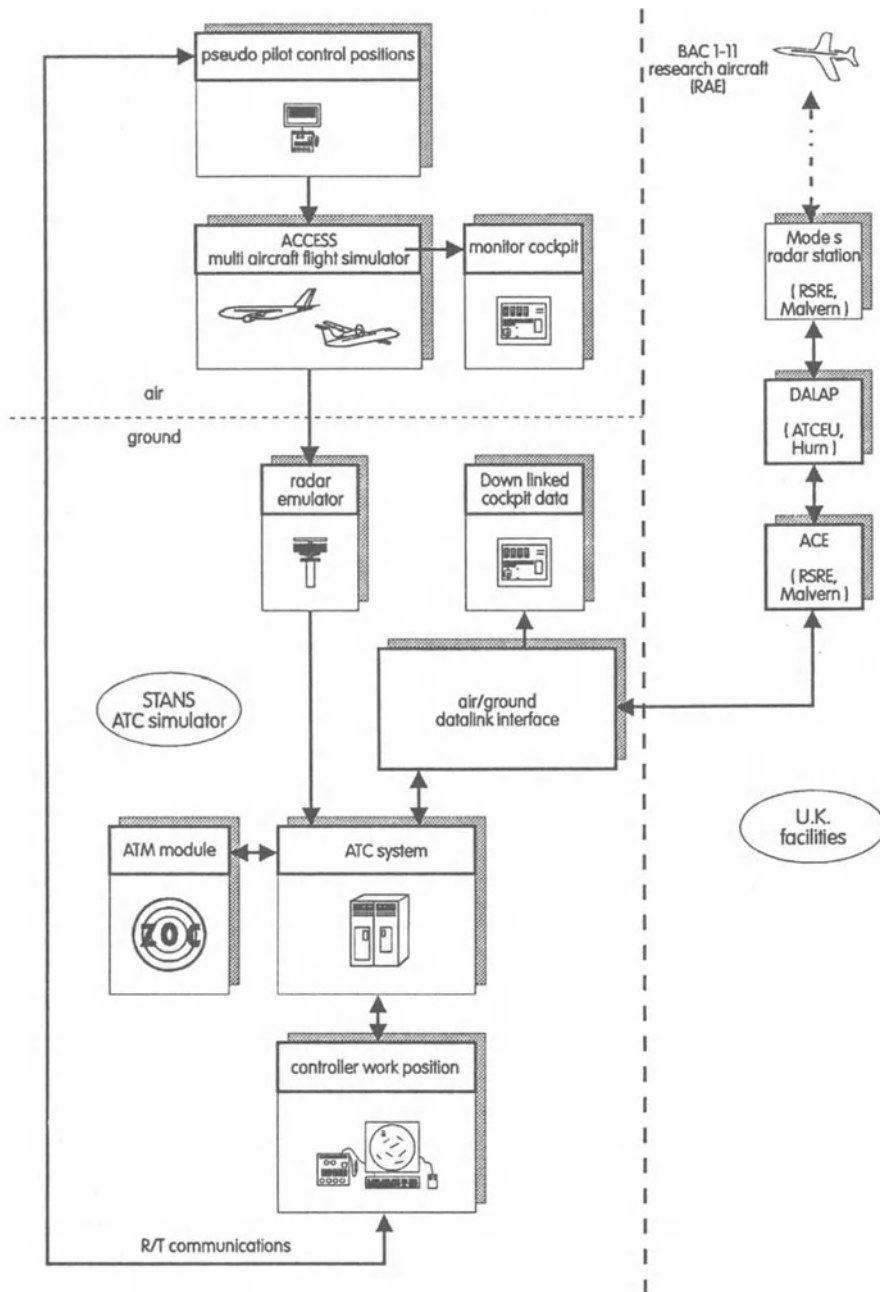 pseudo pilot control positions
BAC 1-11
research aircraft
(RAE)
ACCESS
multi aircraft flight simulator
monitor cockpit
Mode s
radar station
( RSRE,
Malvern )
air
ground
DALAP
( ATCEU,
Hurn )
radar
emulator
Down linked
cockpit data
ACE
( RSRE,
Malvern )
STANS
ATC simulator
air/ground
datalink interface
U.K.
facilities
ATM module
ATC system
ZOC
controller work position
R/T communications